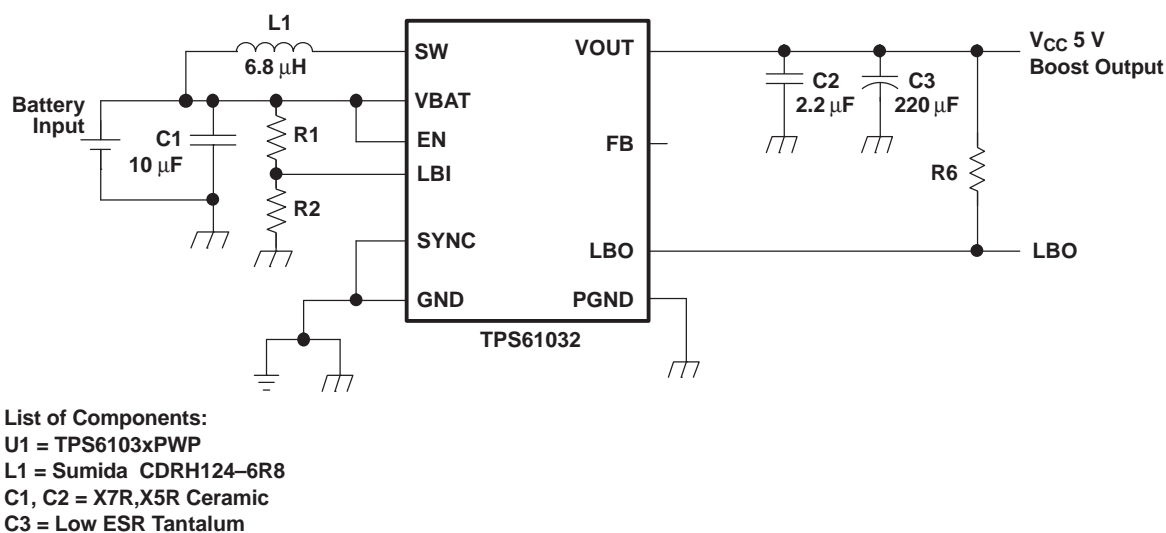 L1
6.8 μH
SW
VOUT
V_CC 5 V
Boost Output
Battery
Input
VBAT
C1
10 μF
R1
EN
LBI
R2
C2
2.2 μF
C3
220 μF
FB
R6
SYNC
LBO
LBO
GND
PGND
TPS61032
List of Components:
U1 = TPS6103xPWP
L1 = Sumida CDRH124–6R8
C1, C2 = X7R,X5R Ceramic
C3 = Low ESR Tantalum